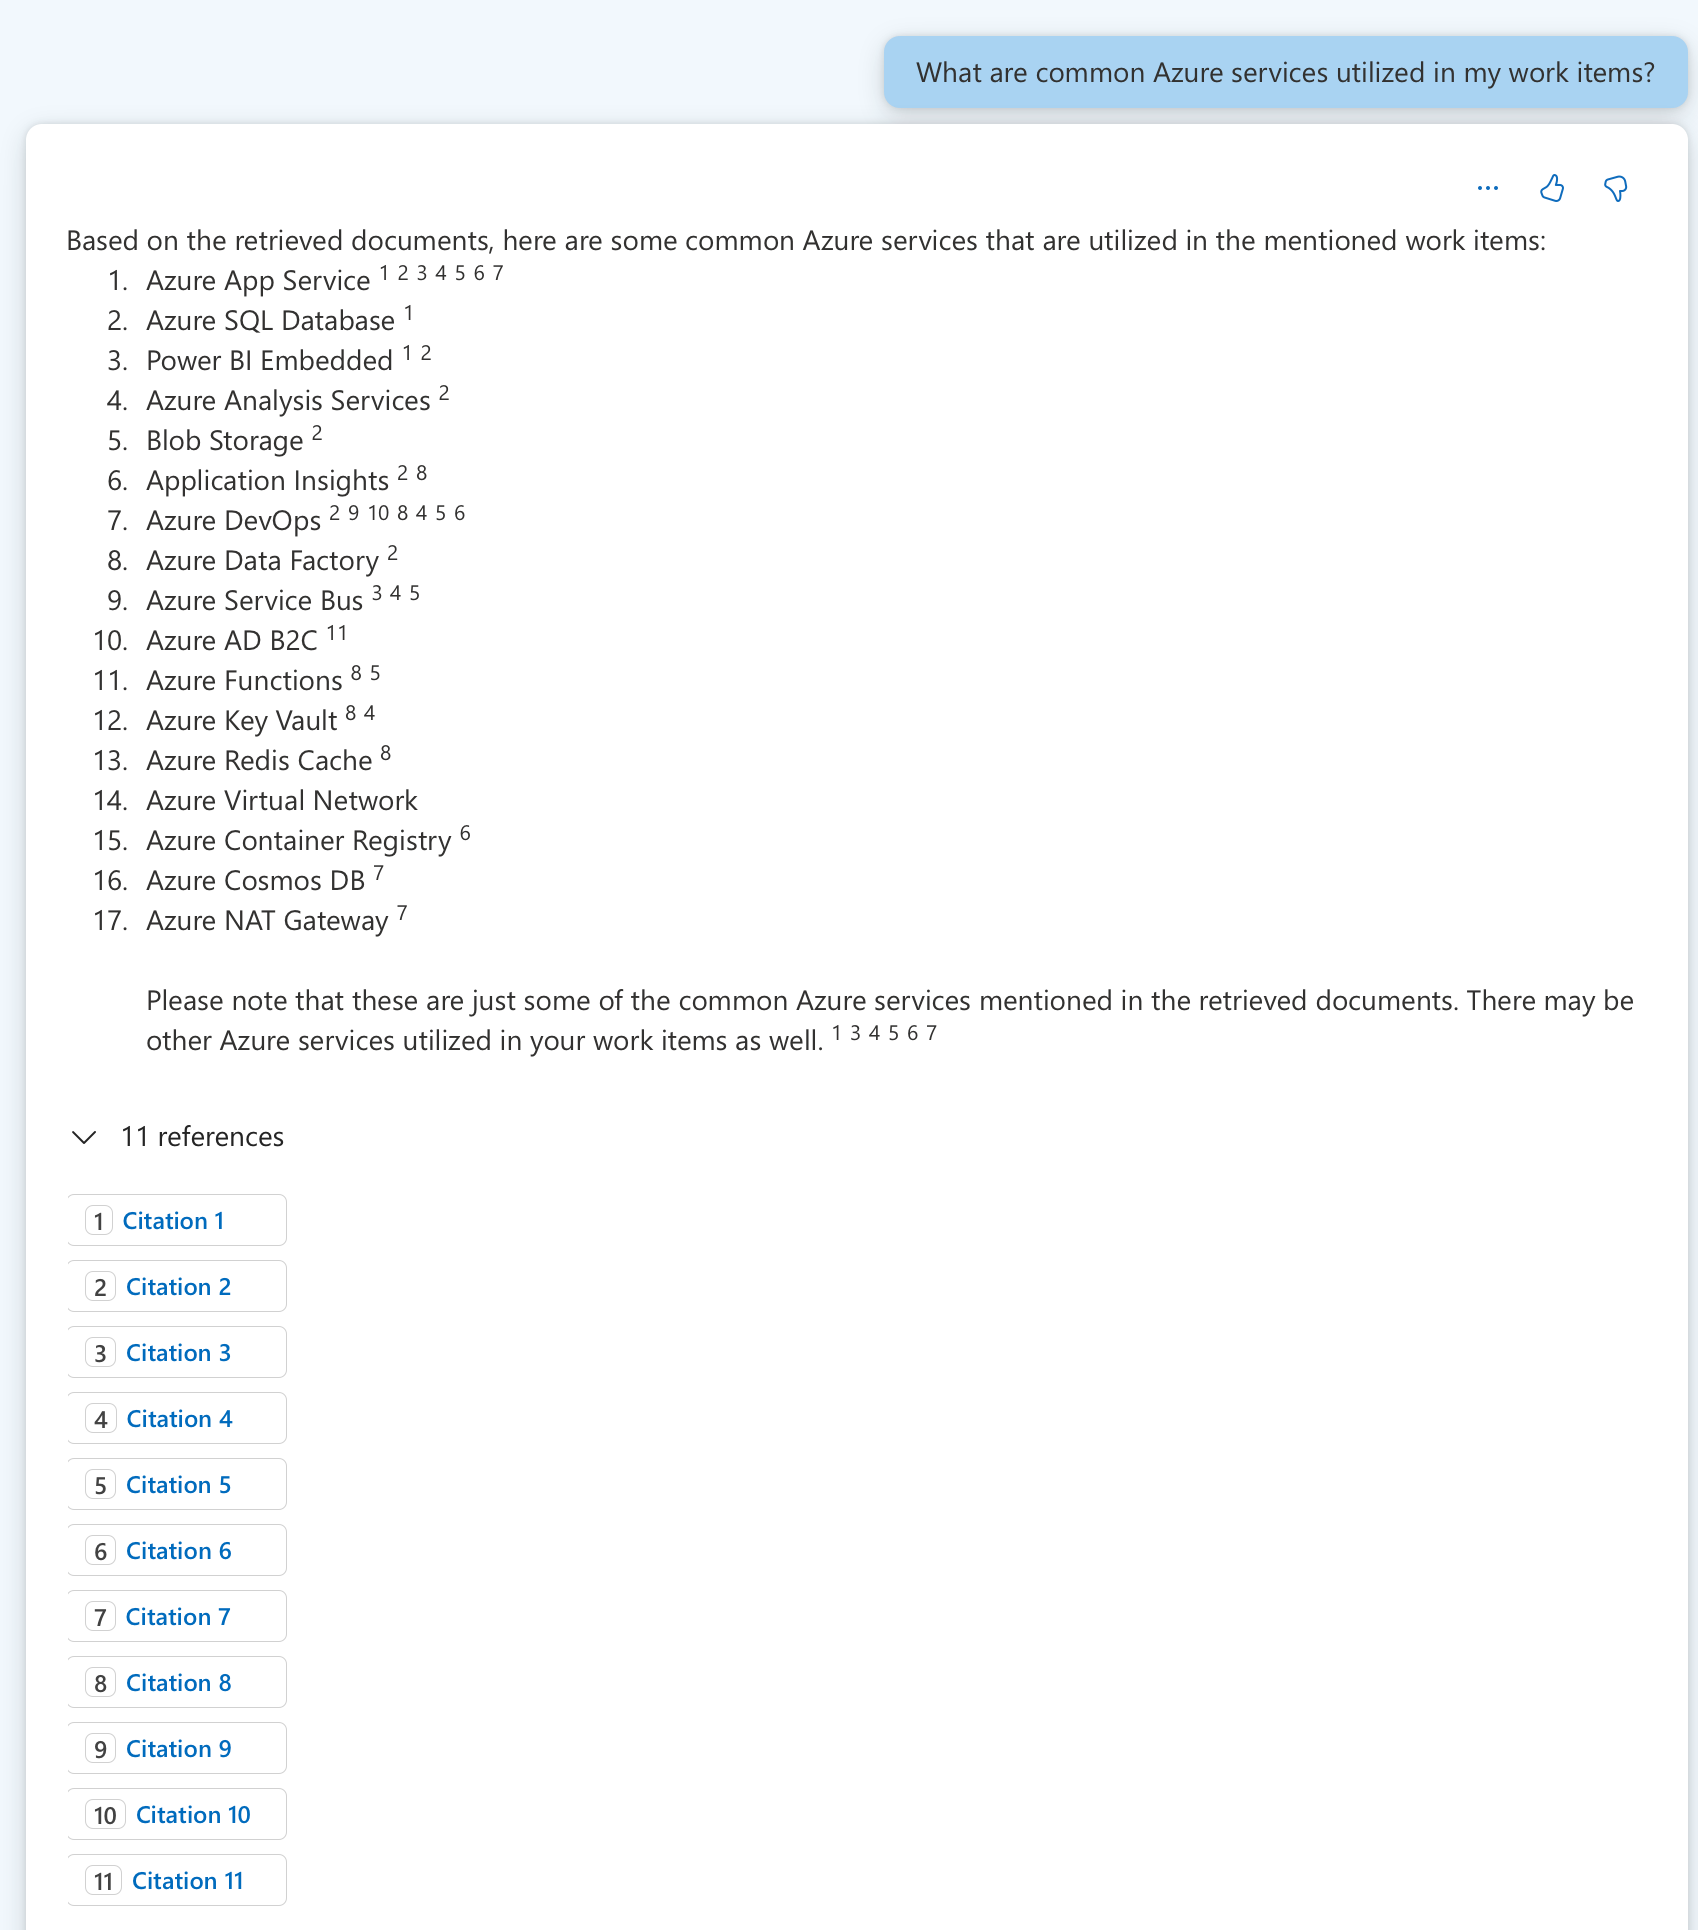 What are common Azure services utilized in my work items?
Based on the retrieved documents, here are some common Azure services that are utilized in the mentioned work items:
1. Azure App Service 1 2 3 4 5 6 7
2. Azure SQL Database 1
3. Power BI Embedded 1 2
4. Azure Analysis Services 2
5. Blob Storage 2
6. Application Insights 2 8
7. Azure DevOps 2 9 10 8 4 5 6
8. Azure Data Factory 2
9. Azure Service Bus 3 4 5
10. Azure AD B2C 11
11. Azure Functions 8 5
12. Azure Key Vault 8 4
13. Azure Redis Cache 8
14. Azure Virtual Network
15. Azure Container Registry 6
16. Azure Cosmos DB 7
17. Azure NAT Gateway 7
Please note that these are just some of the common Azure services mentioned in the retrieved documents. There may be
other Azure services utilized in your work items as well. 1 3 4 5 6 7
11 references
1 Citation 1
2 Citation 2
3 Citation 3
4 Citation 4
5 Citation 5
6 Citation 6
7 Citation 7
8 Citation 8
9 Citation 9
10 Citation 10
11 Citation 11